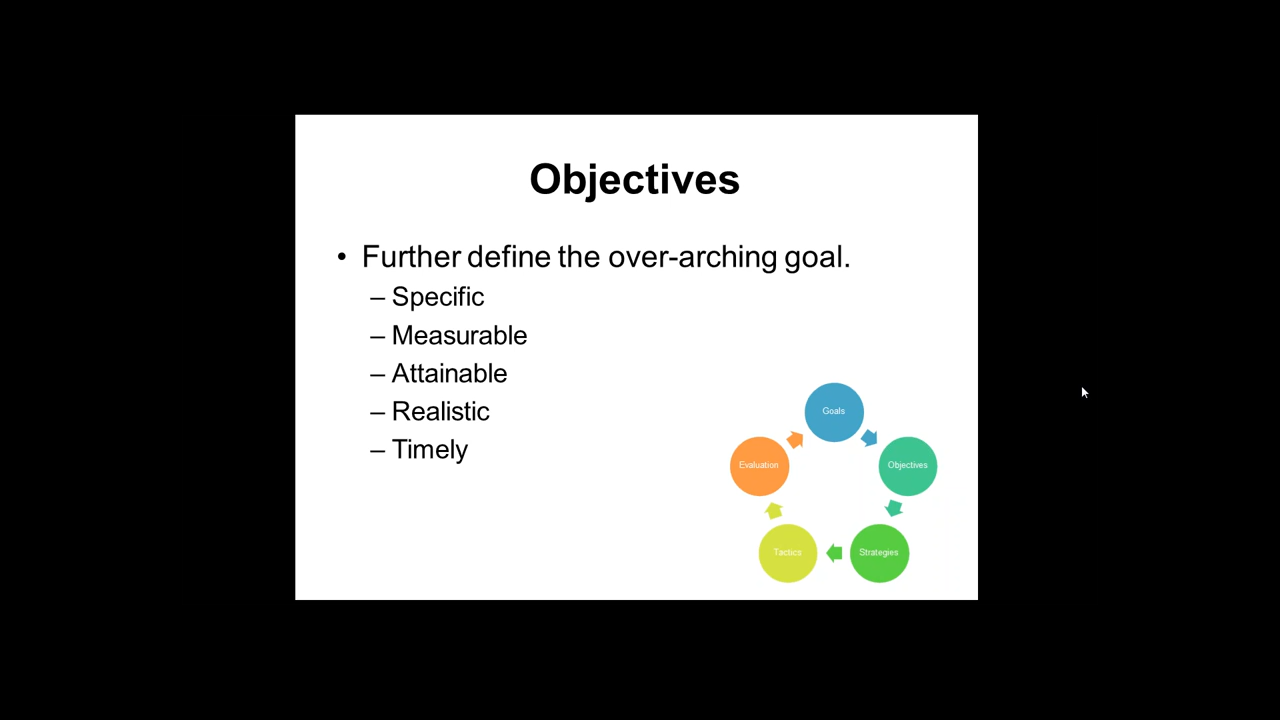 Objectives
• Further define the over-arching goal.
– Specific
– Measurable
– Attainable
– Realistic
– Timely
Goals
Objectives
Strategies
Tactics
Evaluation